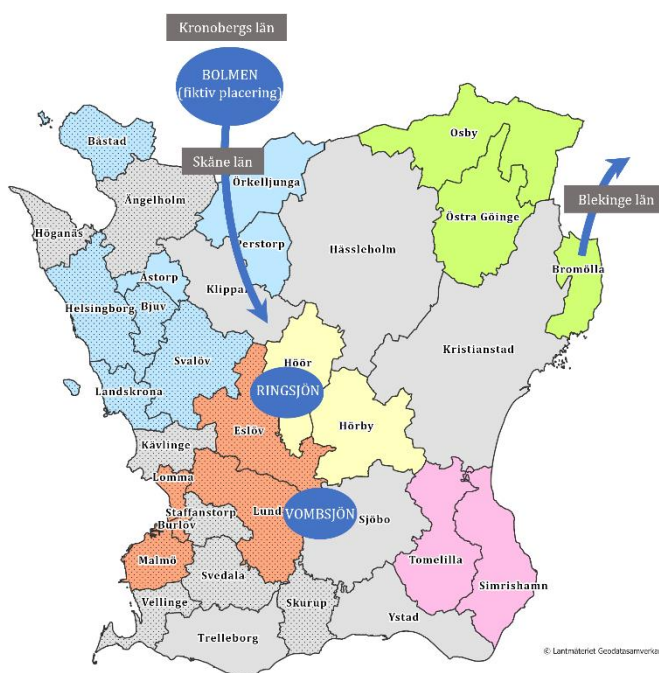 Kronobergs län
BOLMEN
(fiktiv placering)
Skåne län
Blekinge län
Båstad
Örkelljunga
Osby
Ängelholm
Höganäs
Östra Göinge
Perstorp
Hässleholm
Bromölla
Åstorp
Klippan
Helsingborg
Bjuv
Kristianstad
Svalöv
Höör
RINGSJÖN
Landskrona
Eslöv
Hörby
Kävlinge
Lomma
Staffanstorp
Lund
VOMBSJÖN
Sjöbo
Burlöv
Malmö
Tomelilla
Svedala
Simrishamn
Vellinge
Skurup
Ystad
Trelleborg
© Lantmäteriet Geodatasamverka